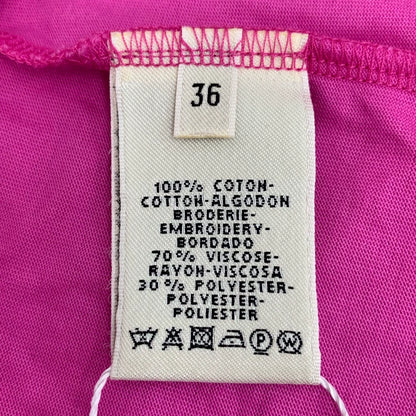 36
100% COTON-
COTTON-ALGODON
BRODERIE-
EMBROIDERY-
BORDADO
70% VISCOSE-
RAYON-VISCOSA
30% POLYESTER-
POLYESTER-
POLIESTER
P W